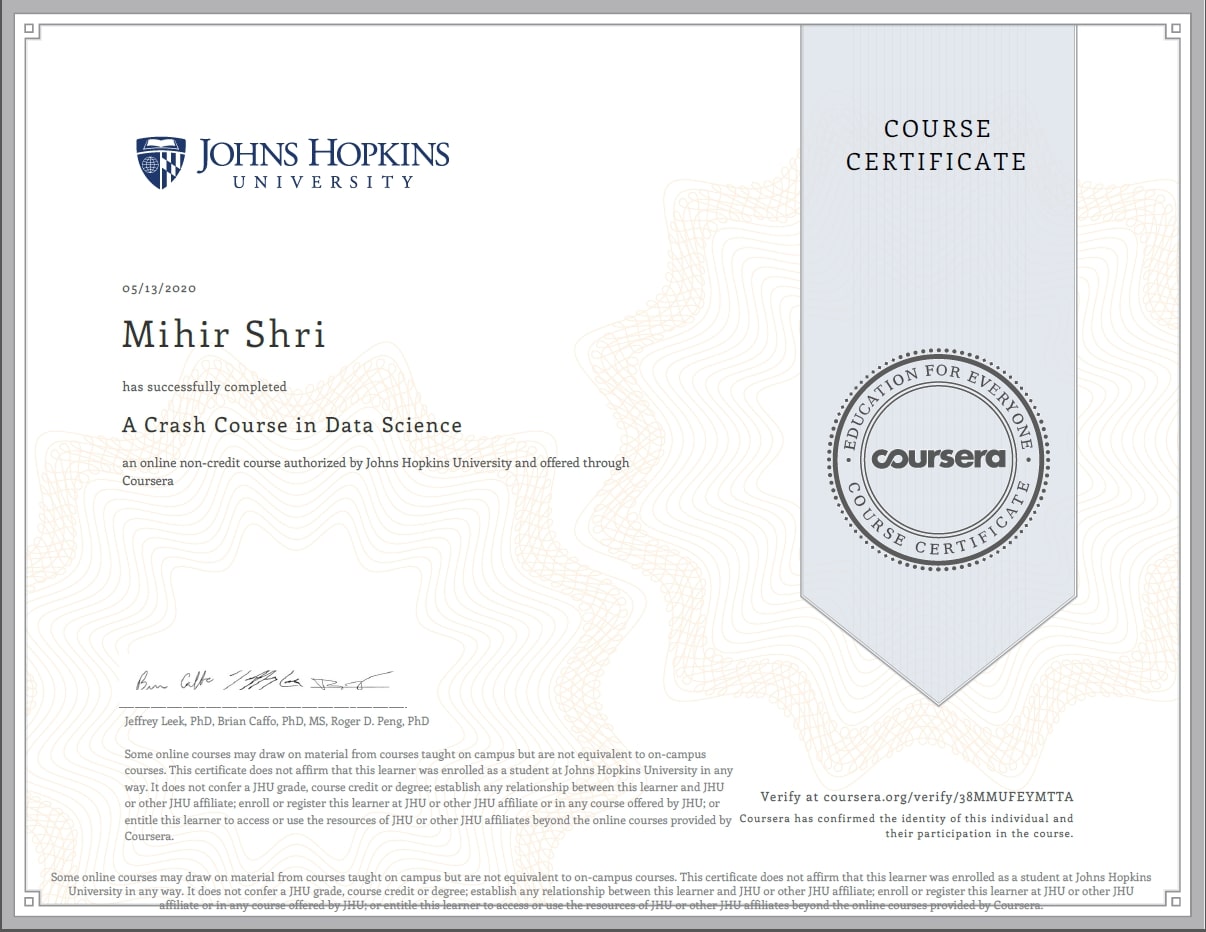 JOHNS HOPKINS
UNIVERSITY
COURSE
CERTIFICATE
05/13/2020
Mihir Shri
has successfully completed
A Crash Course in Data Science
an online non-credit course authorized by Johns Hopkins University and offered through
Coursera
EDUCATION FOR EVERYONE
coursera
COURSE CERTIFICATE
Jeffrey Leek, PhD, Brian Caffo, PhD, MS, Roger D. Peng, PhD
Some online courses may draw on material from courses taught on campus but are not equivalent to on-campus
courses. This certificate does not affirm that this learner was enrolled as a student at Johns Hopkins University in any
way. It does not confer a JHU grade, course credit or degree; establish any relationship between this learner and JHU
or other JHU affiliate; enroll or register this learner at JHU or other JHU affiliate or in any course offered by JHU; or
entitle this learner to access or use the resources of JHU or other JHU affiliates beyond the online courses provided by
Coursera.
Verify at coursera.org/verify/38MMUFEYMTTA
Coursera has confirmed the identity of this individual and
their participation in the course.
Some online courses may draw on material from courses taught on campus but are not equivalent to on-campus courses. This certificate does not affirm that this learner was enrolled as a student at Johns Hopkins
University in any way. It does not confer a JHU grade, course credit or degree; establish any relationship between this learner and JHU or other JHU affiliate; enroll or register this learner at JHU or other JHU
affiliate or in any course offered by JHU; or entitle this learner to access or use the resources of JHU or other JHU affiliates beyond the online courses provided by Coursera.